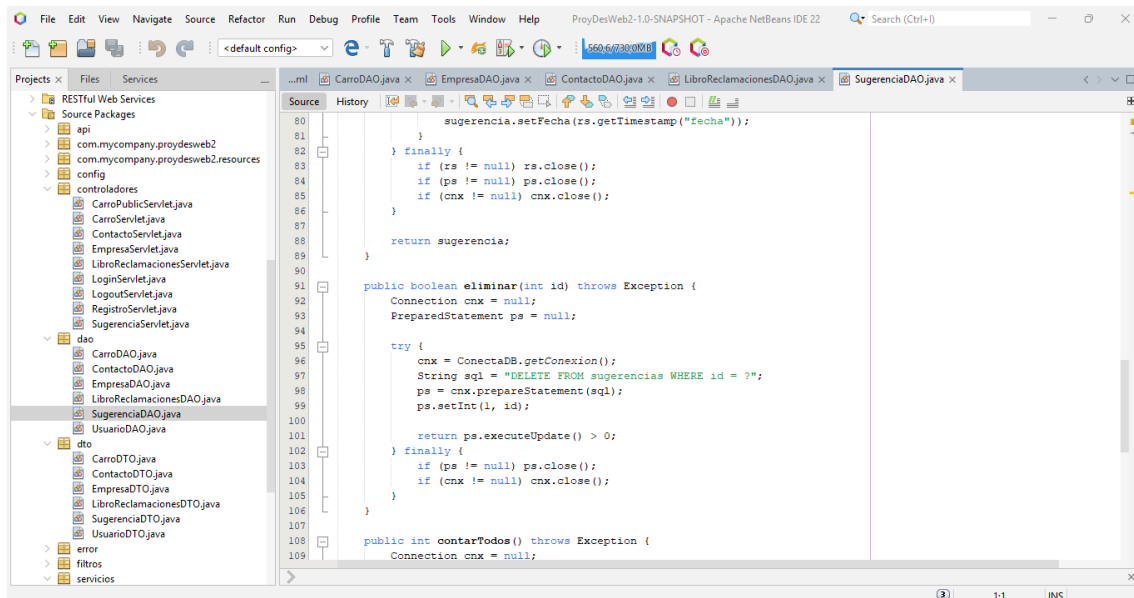 File Edit View Navigate Source Refactor Run Debug Profile Team Tools Window Help ProyDesWeb2-1.0-SNAPSHOT - Apache NetBeans IDE 22 Search (Ctrl+I)
<default config> 560,6/730,0MB
Projects Files Services
...ml CarroDAO.java EmpresaDAO.java ContactoDAO.java LibroReclamacionesDAO.java SugerenciaDAO.java
Source History
RESTful Web Services
Source Packages
api
com.mycompany.proydesweb2
com.mycompany.proydesweb2.resources
config
controladores
CarroPublicServlet.java
CarroServlet.java
ContactoServlet.java
EmpresaServlet.java
LibroReclamacionesServlet.java
LoginServlet.java
LogoutServlet.java
RegistroServlet.java
SugerenciaServlet.java
dao
CarroDAO.java
ContactoDAO.java
EmpresaDAO.java
LibroReclamacionesDAO.java
SugerenciaDAO.java
UsuarioDAO.java
dto
CarroDTO.java
ContactoDTO.java
EmpresaDTO.java
LibroReclamacionesDTO.java
SugerenciaDTO.java
UsuarioDTO.java
error
filtros
servicios
80 sugerencia.setFecha(rs.getTimestamp("fecha"));
81 }
82 } finally {
83 if (rs != null) rs.close();
84 if (ps != null) ps.close();
85 if (cnx != null) cnx.close();
86 }
87
88 return sugerencia;
89 }
90
91 public boolean eliminar(int id) throws Exception {
92 Connection cnx = null;
93 PreparedStatement ps = null;
94
95 try {
96 cnx = ConectaDB.getConexion();
97 String sql = "DELETE FROM sugerencias WHERE id = ?";
98 ps = cnx.prepareStatement(sql);
99 ps.setInt(1, id);
100
101 return ps.executeUpdate() > 0;
102 } finally {
103 if (ps != null) ps.close();
104 if (cnx != null) cnx.close();
105 }
106 }
107
108 public int contarTodos() throws Exception {
109 Connection cnx = null;
3 1:1 INS